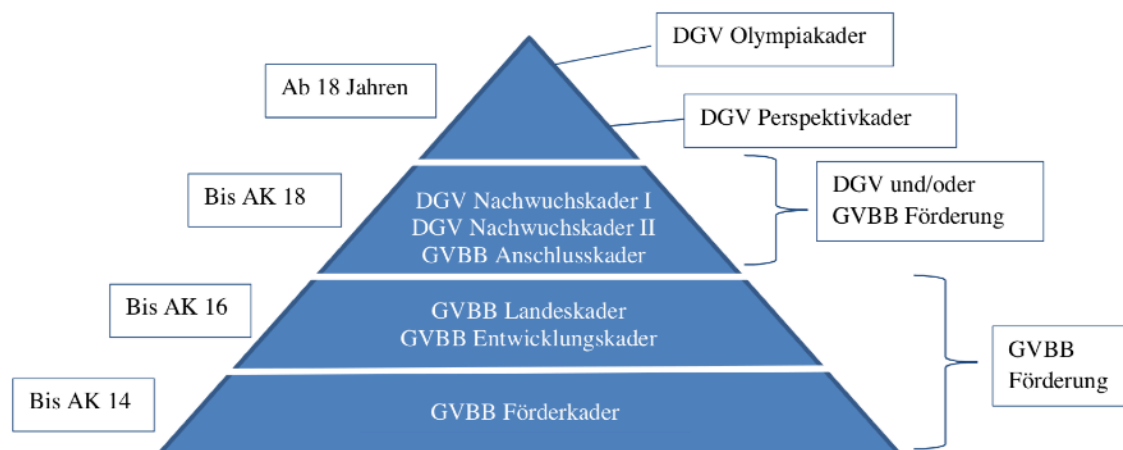 DGV Olympiakader
Ab 18 Jahren
DGV Perspektivkader
Bis AK 18
DGV Nachwuchskader I
DGV Nachwuchskader II
GVBB Anschlusskader
DGV und/oder
GVBB Förderung
Bis AK 16
GVBB Landeskader
GVBB Entwicklungskader
GVBB
Förderung
Bis AK 14
GVBB Förderkader